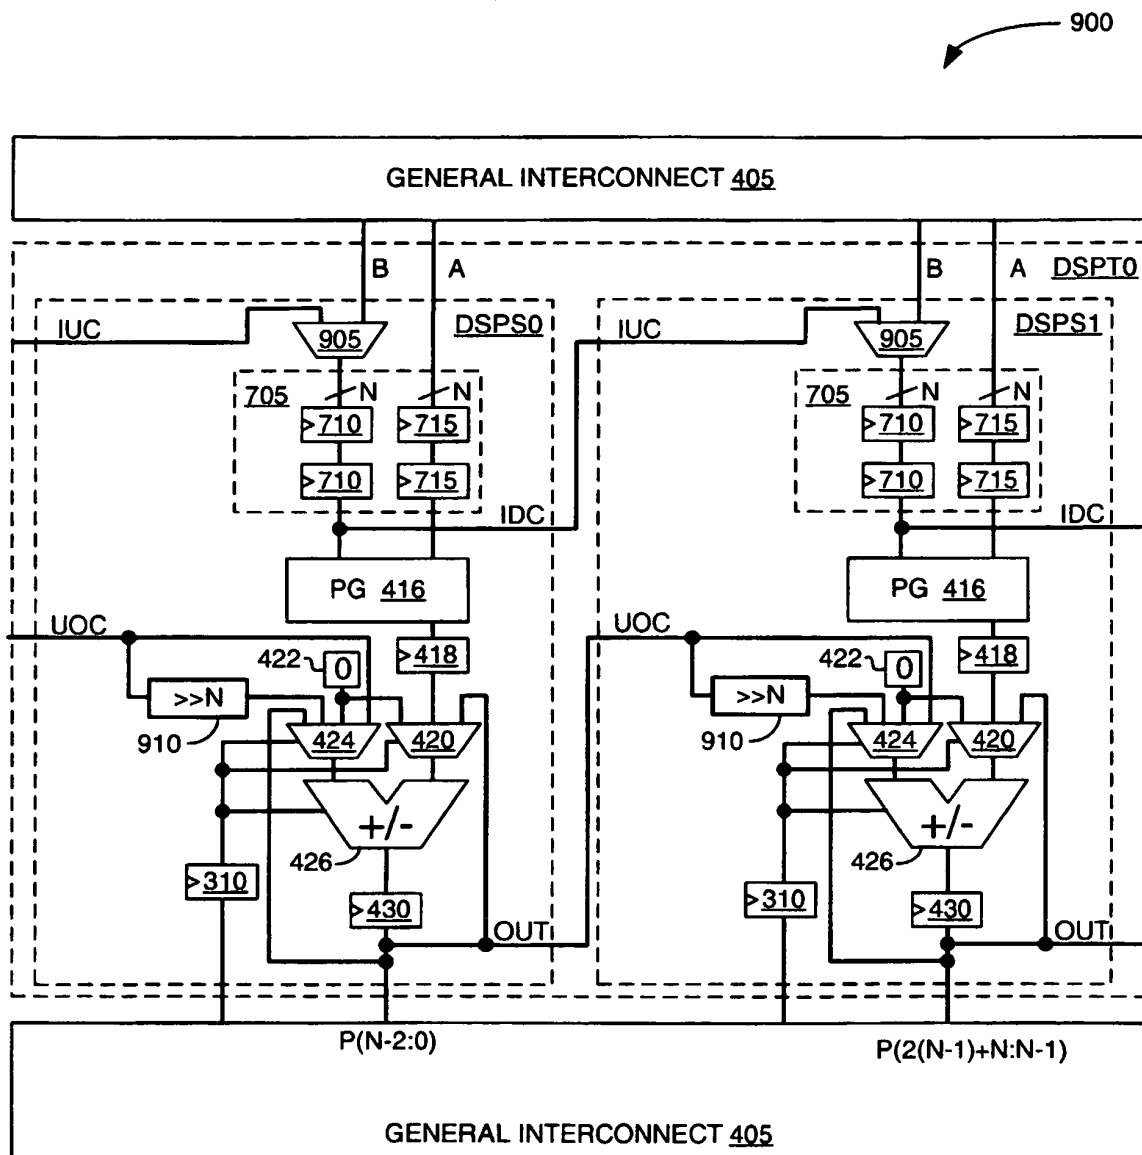 900
GENERAL INTERCONNECT 405
B A
B A DSPT0
IUC 905 DSPS0
IUC 905 DSPS1
705 N N
705 N N
>710 >715
>710 >715
>710 >715
>710 >715
IDC
IDC
PG 416
PG 416
UOC
UOC
422 0 >418
422 0 >418
>>N
>>N
910 424 420
910 424 420
+/-
+/-
426
426
>310 >430
>310 >430
OUT
OUT
P(N-2:0)
P(2(N-1)+N:N-1)
GENERAL INTERCONNECT 405